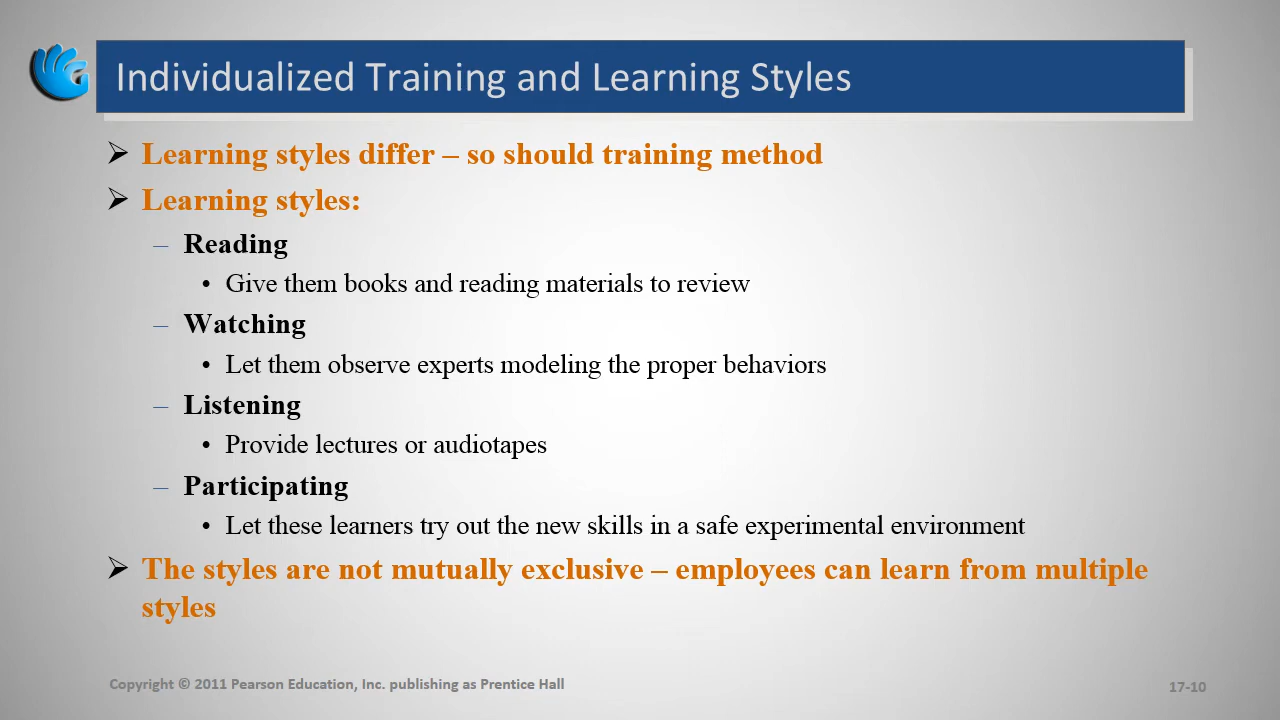 Individualized Training and Learning Styles
➢ Learning styles differ – so should training method
➢ Learning styles:
– Reading
• Give them books and reading materials to review
– Watching
• Let them observe experts modeling the proper behaviors
– Listening
• Provide lectures or audiotapes
– Participating
• Let these learners try out the new skills in a safe experimental environment
➢ The styles are not mutually exclusive – employees can learn from multiple
styles
Copyright © 2011 Pearson Education, Inc. publishing as Prentice Hall
17-10